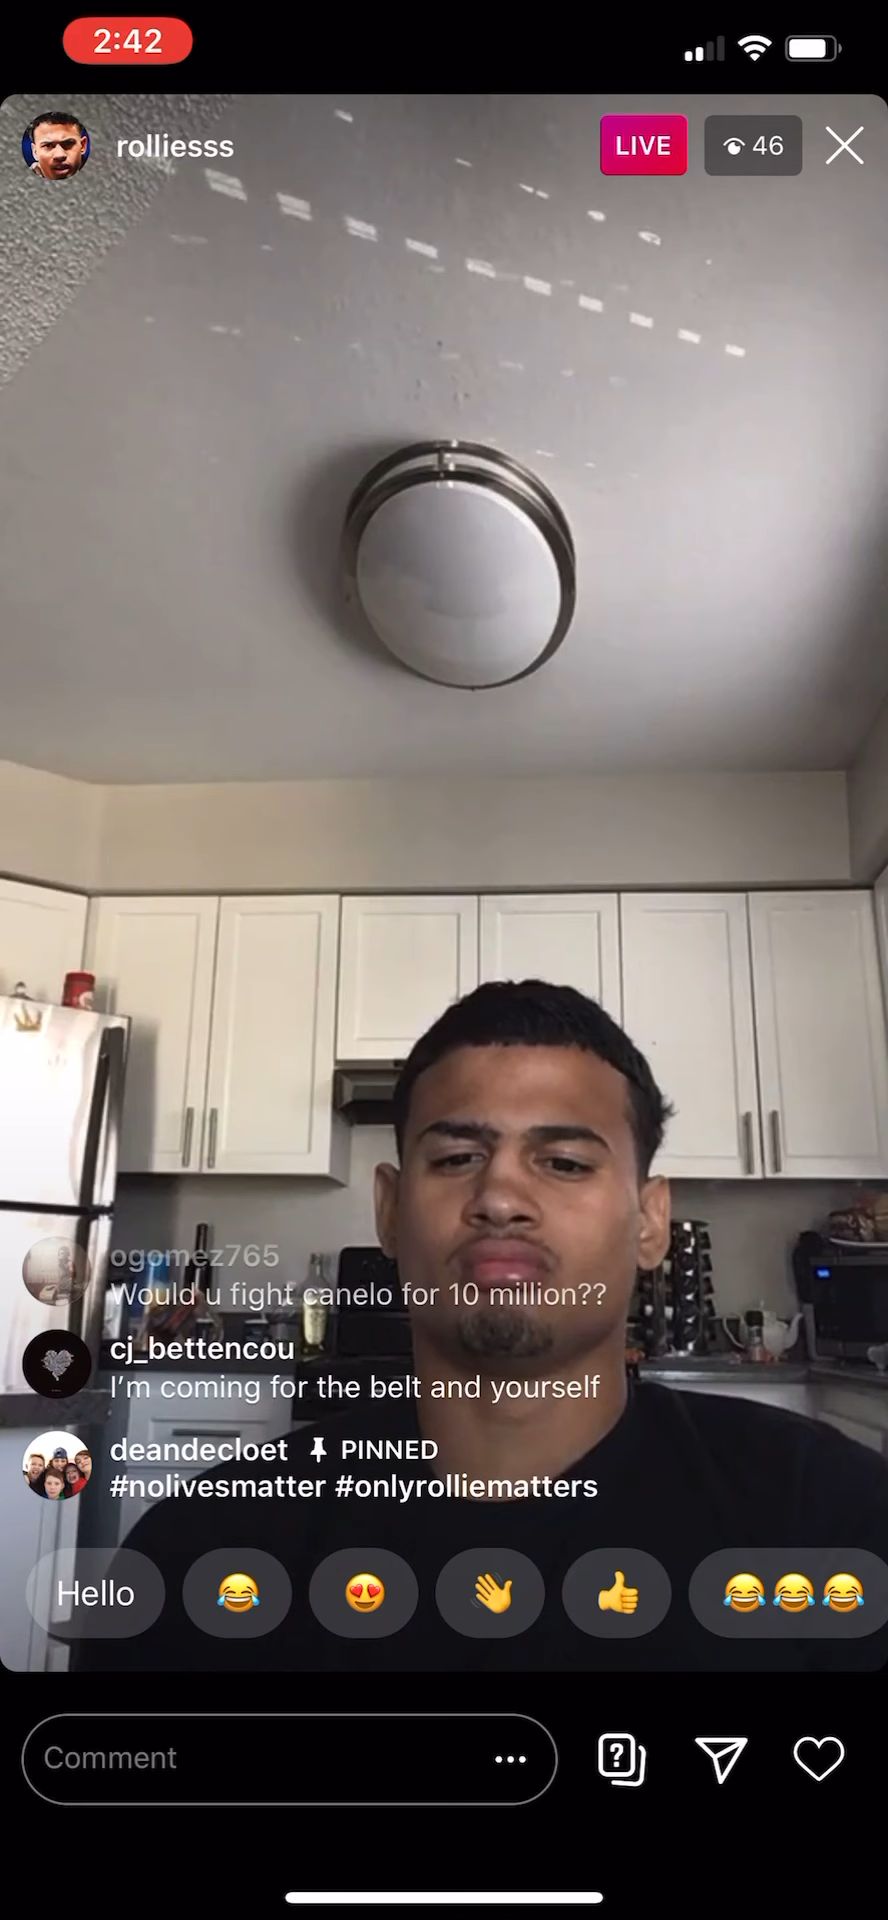 2:42
rolliesss
LIVE
46
ogomez765
Would u fight canelo for 10 million??
cj_bettencou
I'm coming for the belt and yourself
deandecloet PINNED
#nolivesmatter #onlyrolliematters
Hello
Comment